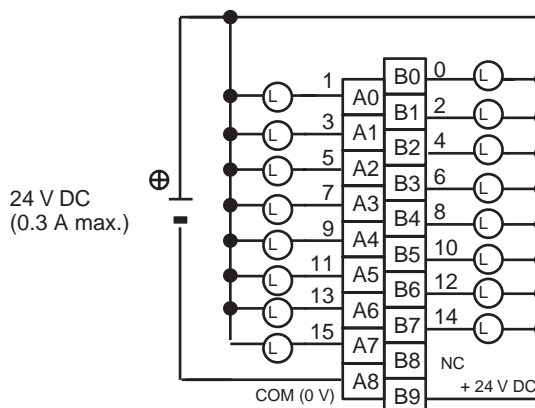 B0 0 L
L 1 A0
B1 2 L
L 3 A1
B2 4 L
L 5 A2
B3 6 L
24 V DC
(0.3 A max.)
L 7 A3
B4 8 L
L 9 A4
B5 10 L
L 11 A5
B6 12 L
L 13 A6
B7 14 L
L 15 A7
B8 NC
COM (0 V) A8
B9 + 24 V DC